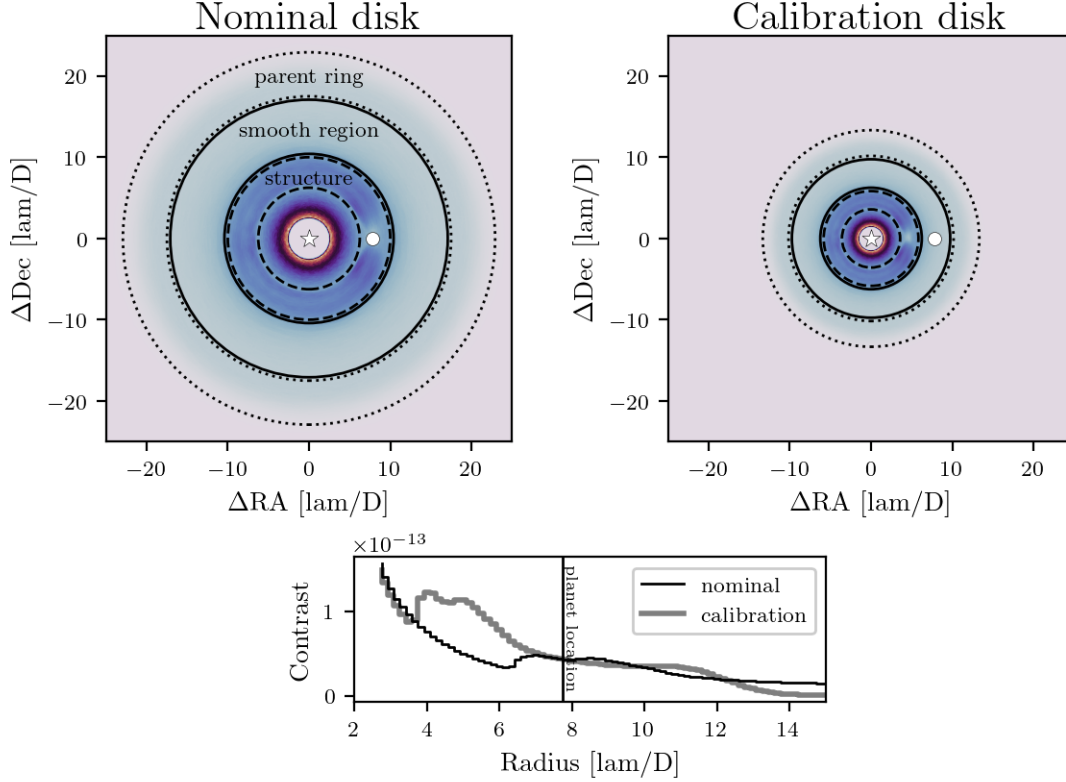 Nominal disk
Calibration disk
parent ring
smooth region
structure
20
10
0
−10
−20
ΔDec [lam/D]
−20
−10
0
10
20
ΔRA [lam/D]
20
10
0
−10
−20
ΔDec [lam/D]
−20
−10
0
10
20
ΔRA [lam/D]
×10−13
1
0
Contrast
planet location
nominal
calibration
2
4
6
8
10
12
14
Radius [lam/D]